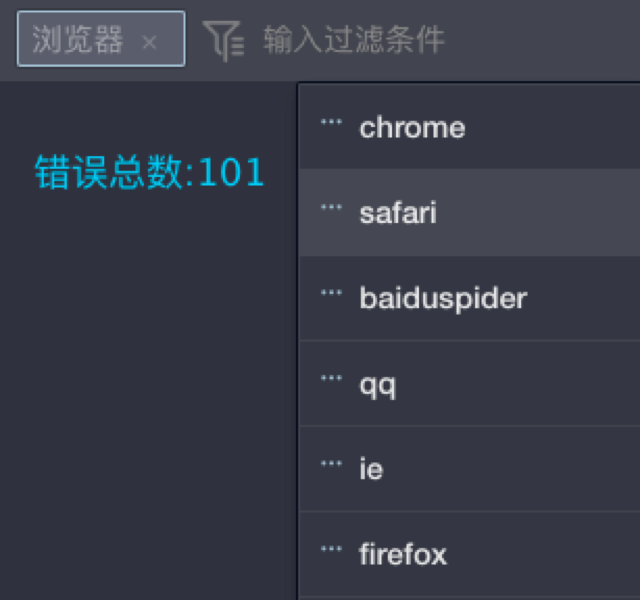 浏览器 × 输入过滤条件
错误总数:101
··· chrome
··· safari
··· baiduspider
··· qq
··· ie
··· firefox